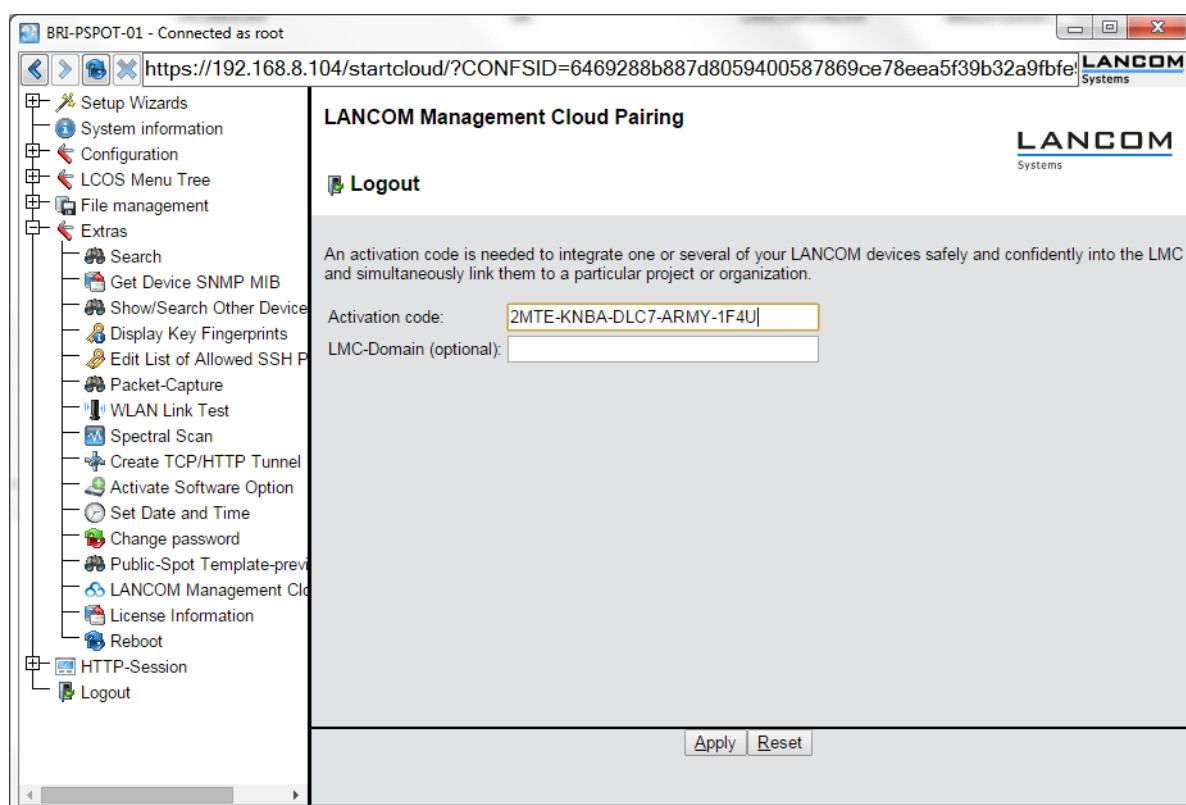 BRI-PSPOT-01 - Connected as root
https://192.168.8.104/startcloud/?CONFSID=6469288b887d8059400587869ce78eea5f39b32a9fbfe
LANCOM
Systems
Setup Wizards
System information
Configuration
LCOS Menu Tree
File management
Extras
Search
Get Device SNMP MIB
Show/Search Other Device
Display Key Fingerprints
Edit List of Allowed SSH P
Packet-Capture
WLAN Link Test
Spectral Scan
Create TCP/HTTP Tunnel
Activate Software Option
Set Date and Time
Change password
Public-Spot Template-previ
LANCOM Management Clo
License Information
Reboot
HTTP-Session
Logout
LANCOM Management Cloud Pairing
LANCOM
Systems
Logout
An activation code is needed to integrate one or several of your LANCOM devices safely and confidently into the LMC
and simultaneously link them to a particular project or organization.
Activation code: 2MTE-KNBA-DLC7-ARMY-1F4U
LMC-Domain (optional):
Apply Reset